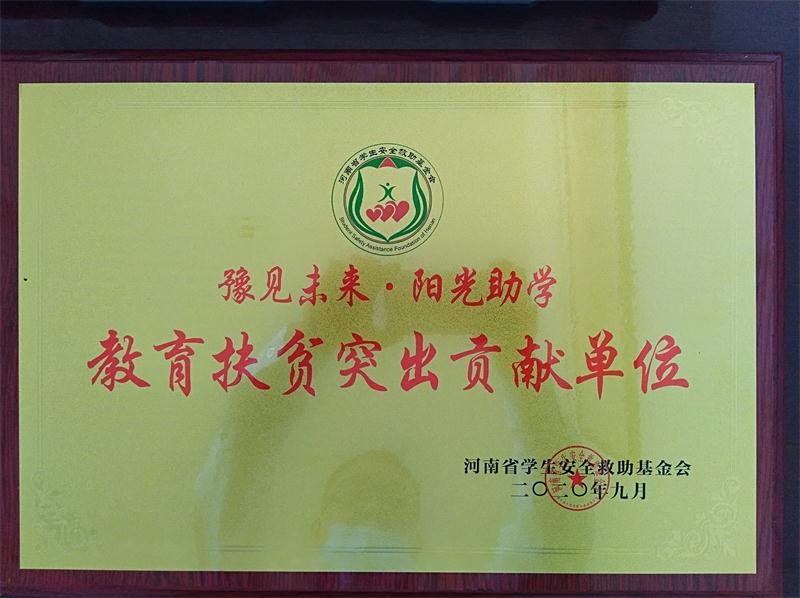 河南省学生安全救助基金会
Student Safety Assistance Foundation of Henan
豫见未来·阳光助学
教育扶贫突出贡献单位
河南省学生安全救助基金会
二〇二〇年九月